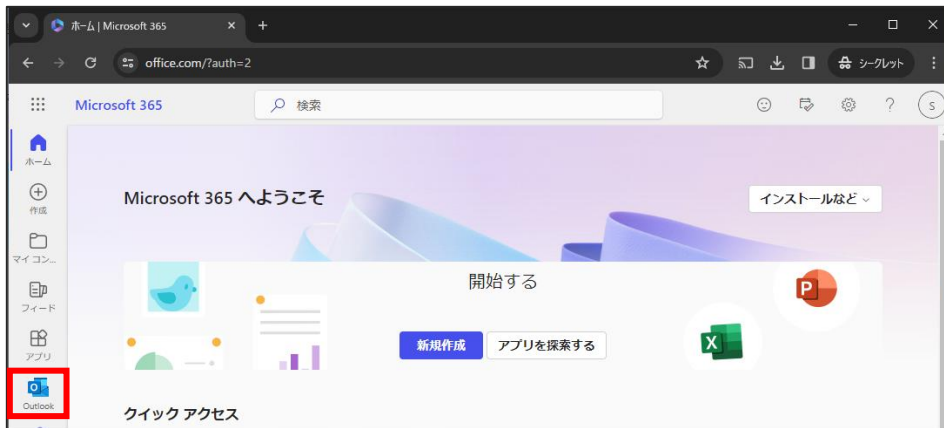 ホーム | Microsoft 365
office.com/?auth=2
シークレット
Microsoft 365
検索
S
ホーム
作成
マイ コン...
フィード
アプリ
Outlook
Microsoft 365 へようこそ
インストールなど
開始する
新規作成
アプリを探索する
P
X
O
クイック アクセス